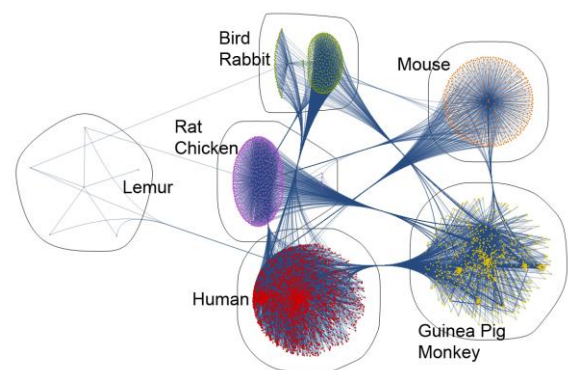 Bird
Rabbit
Mouse
Rat
Chicken
Lemur
Human
Guinea Pig
Monkey